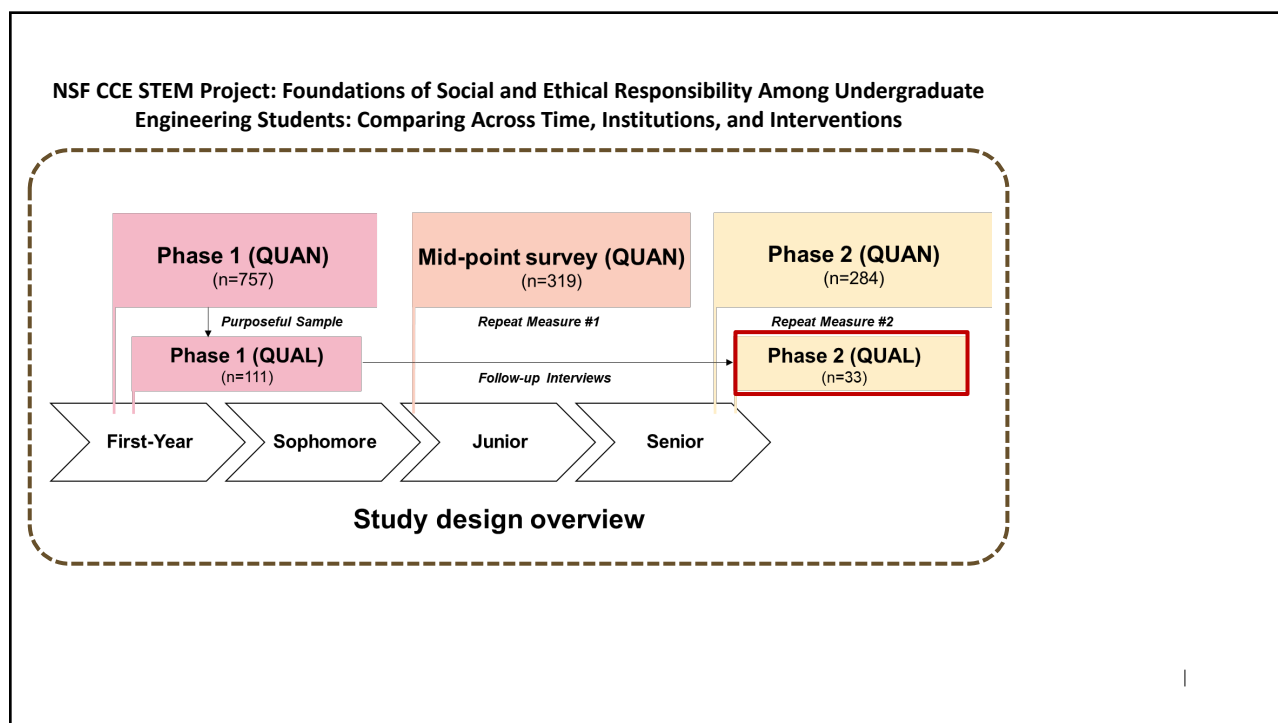 NSF CCE STEM Project: Foundations of Social and Ethical Responsibility Among Undergraduate
Engineering Students: Comparing Across Time, Institutions, and Interventions
Phase 1 (QUAN)
(n=757)
Mid-point survey (QUAN)
(n=319)
Phase 2 (QUAN)
(n=284)
Purposeful Sample
Repeat Measure #1
Repeat Measure #2
Phase 1 (QUAL)
(n=111)
Follow-up Interviews
Phase 2 (QUAL)
(n=33)
First-Year
Sophomore
Junior
Senior
Study design overview